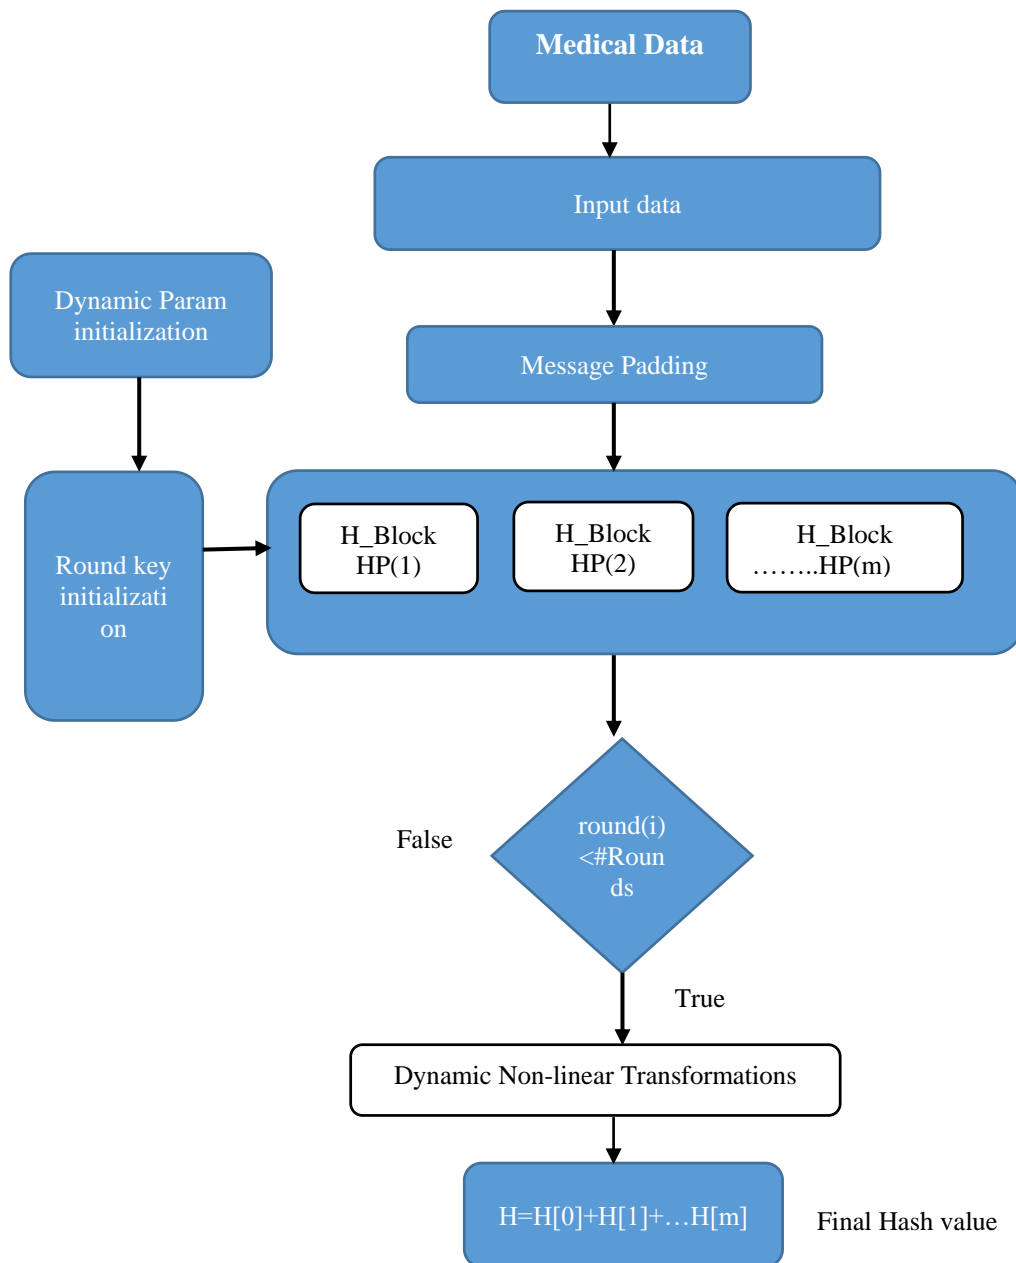 Medical Data
Input data
Dynamic Param
initialization
Message Padding
Round key
initializati
on
H_Block
HP(1)
H_Block
HP(2)
H_Block
……..HP(m)
False
round(i)
<#Roun
ds
True
Dynamic Non-linear Transformations
H=H[0]+H[1]+…H[m]
Final Hash value